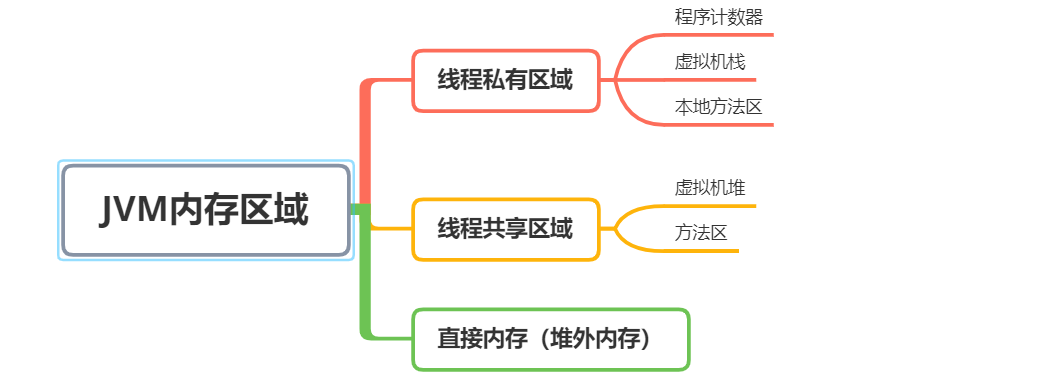 JVM内存区域
线程私有区域
程序计数器
虚拟机栈
本地方法区
线程共享区域
虚拟机堆
方法区
直接内存（堆外内存）